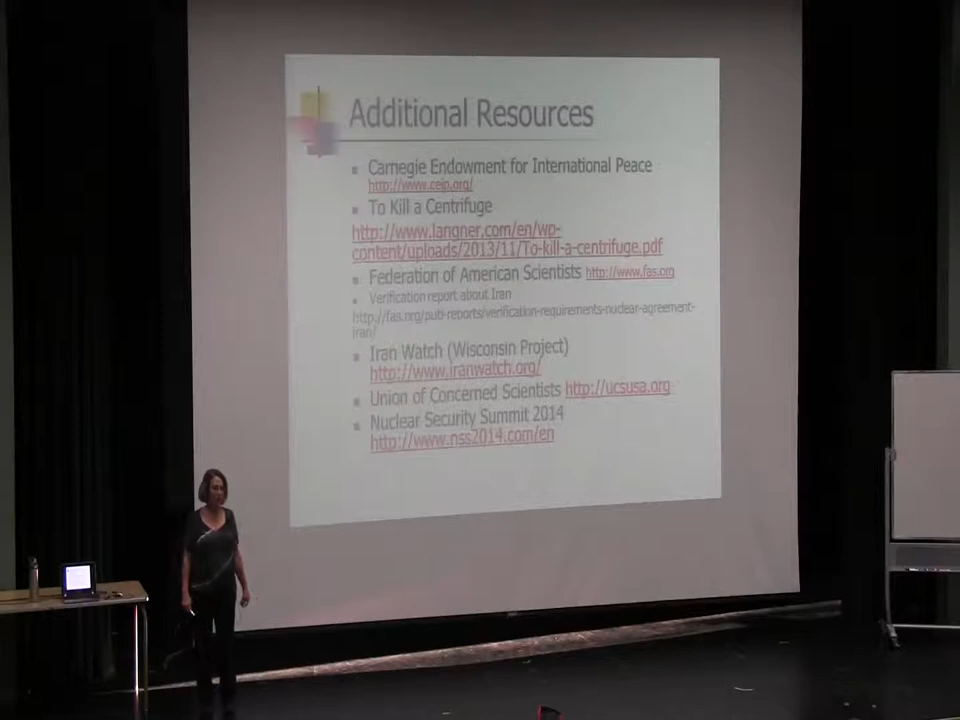 Additional Resources
Carnegie Endowment for International Peace
http://www.ceip.org/
To Kill a Centrifuge
http://www.langner.com/en/wp-
content/uploads/2013/11/To-kill-a-centrifuge.pdf
Federation of American Scientists http://www.fas.org
Verification report about Iran
http://fas.org/pub-reports/verification-requirements-nuclear-agreement-
iran/
Iran Watch (Wisconsin Project)
http://www.iranwatch.org/
Union of Concerned Scientists http://ucsusa.org
Nuclear Security Summit 2014
http://www.nss2014.com/en